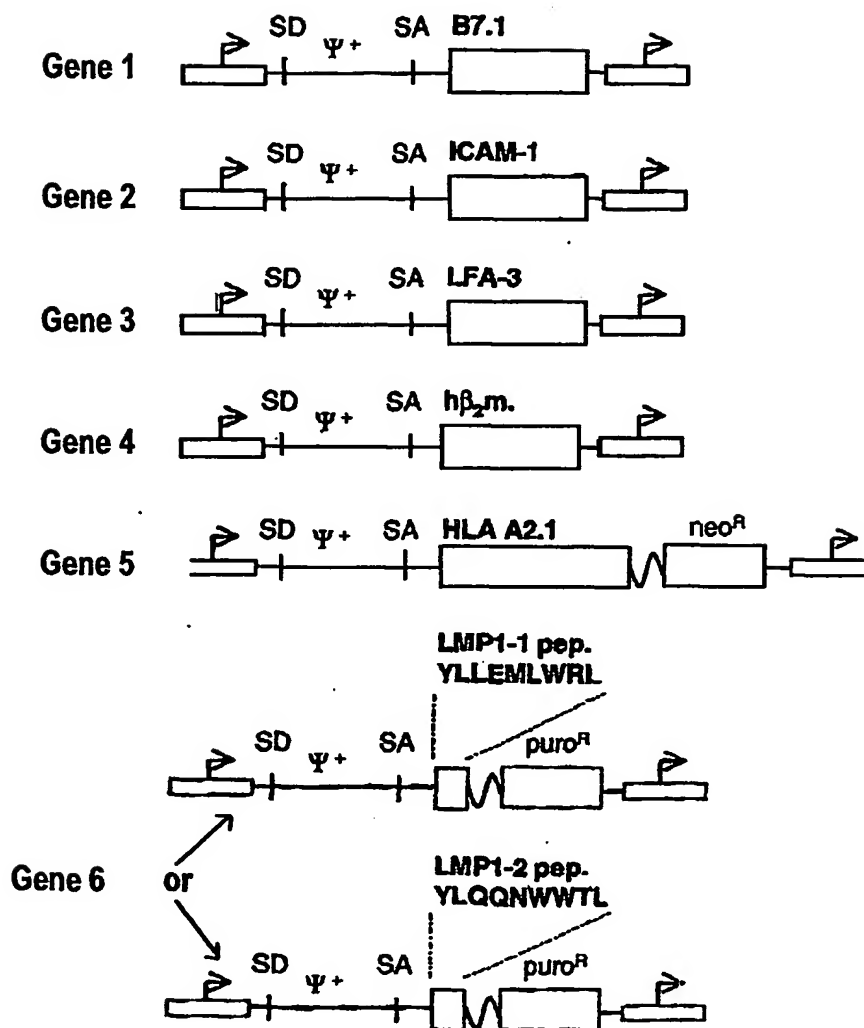 SD Ψ+ SA B7.1
Gene 1
SD Ψ+ SA ICAM-1
Gene 2
SD Ψ+ SA LFA-3
Gene 3
SD Ψ+ SA hβ₂m.
Gene 4
SD Ψ+ SA HLA A2.1 neoᴿ
Gene 5
LMP1-1 pep.
YLLEMLWRL
SD Ψ+ SA puroᴿ
Gene 6 or
LMP1-2 pep.
YLQQNWWTL
SD Ψ+ SA puroᴿ